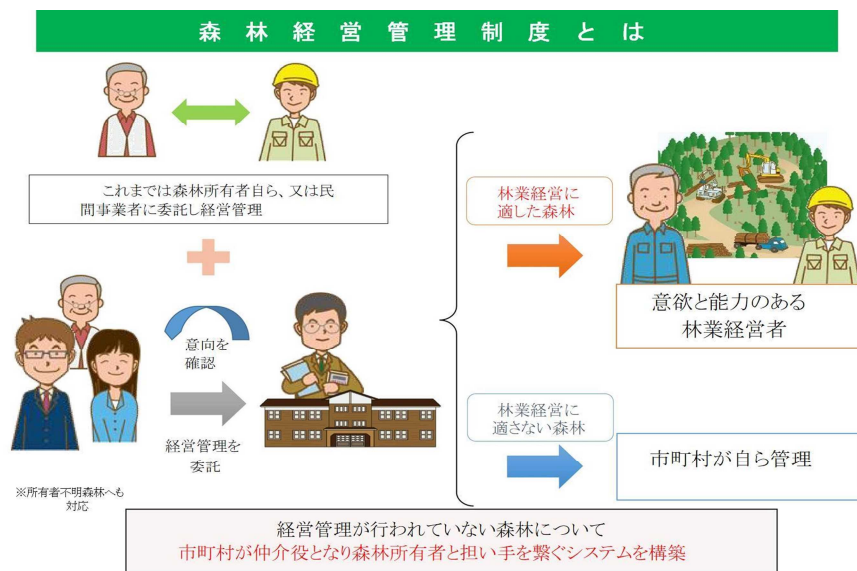 森林経営管理制度とは
これまでは森林所有者自ら、又は民
間事業者に委託し経営管理
意向を
確認
経営管理を
委託
※所有者不明森林へも
対応
林業経営に
適した森林
意欲と能力のある
林業経営者
林業経営に
適さない森林
市町村が自ら管理
経営管理が行われていない森林について
市町村が仲介役となり森林所有者と担い手を繋ぐシステムを構築